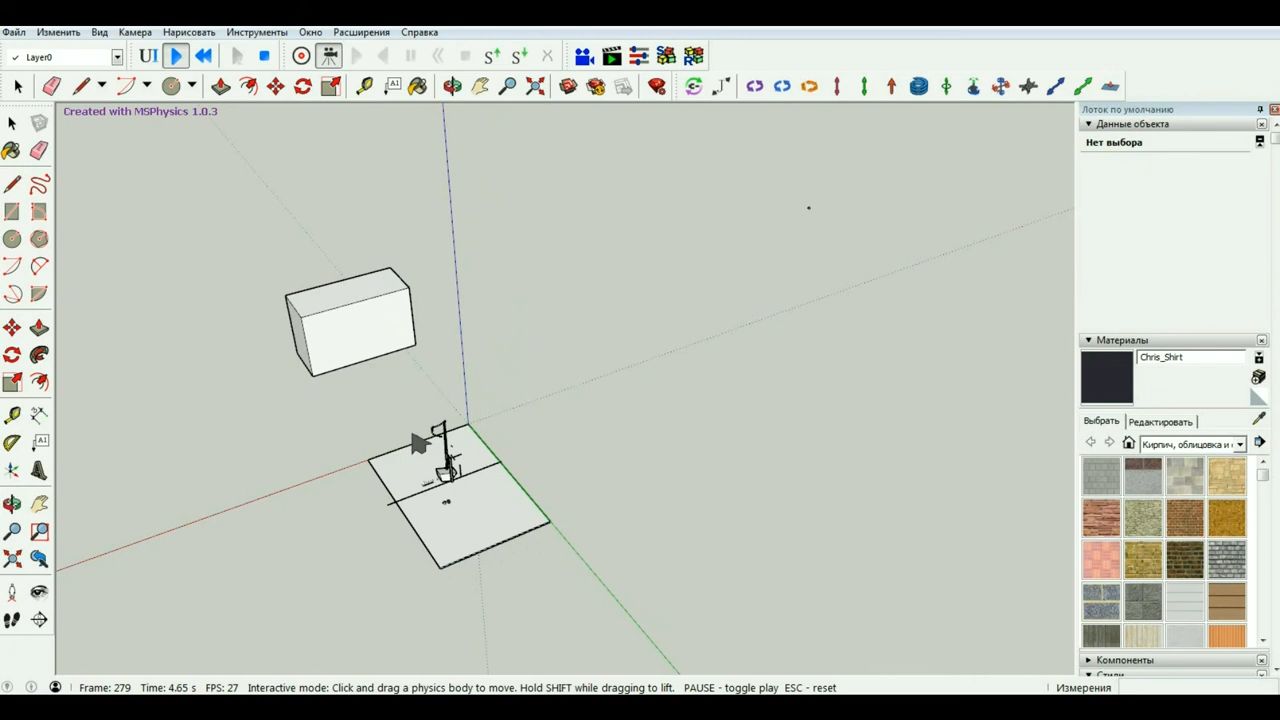 Файл Изменить Вид Камера Нарисовать Инструменты Окно Расширения Справка
Layer0 UI
Created with MSPhysics 1.0.3
Лоток по умолчанию
Данные объекта
Нет выбора
Материалы
Chris_Shirt
Выбрать Редактировать
Кирпич, облицовка и
Компоненты
Стили
Frame: 279 Time: 4.65 s FPS: 27 Interactive mode: Click and drag a physics body to move. Hold SHIFT while dragging to lift. PAUSE - toggle play ESC - reset
Измерения